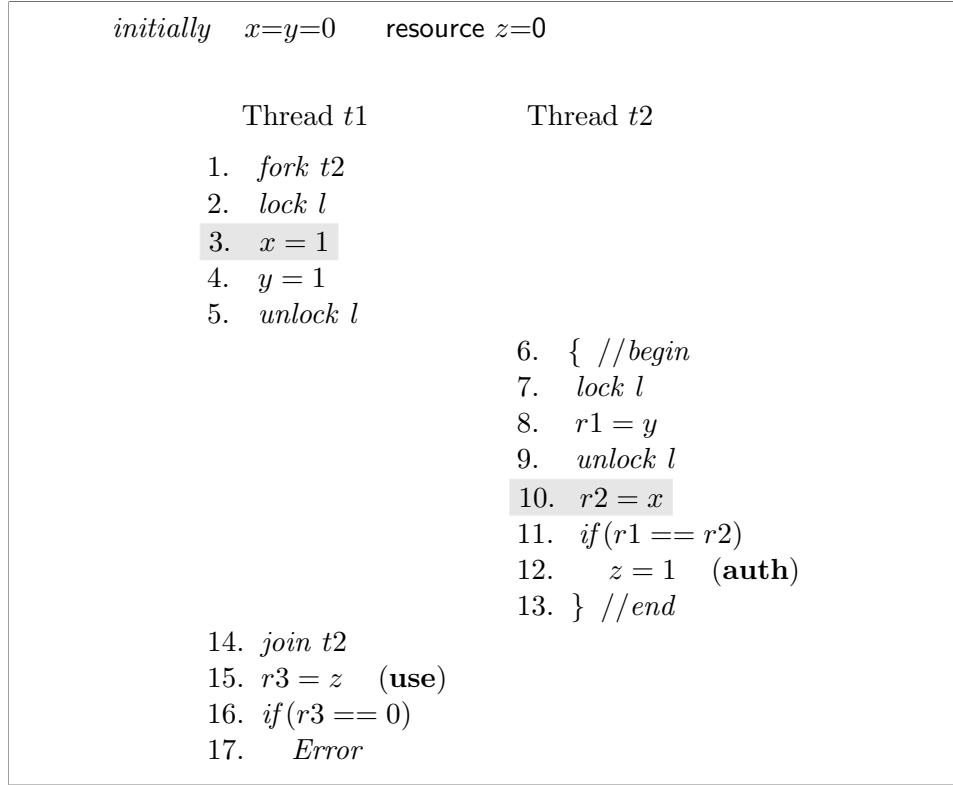 initially x=y=0 resource z=0
Thread t1 Thread t2
1. fork t2
2. lock l
3. x = 1
4. y = 1
5. unlock l
6. { //begin
7. lock l
8. r1 = y
9. unlock l
10. r2 = x
11. if(r1 == r2)
12. z = 1 (auth)
13. } //end
14. join t2
15. r3 = z (use)
16. if(r3 == 0)
17. Error